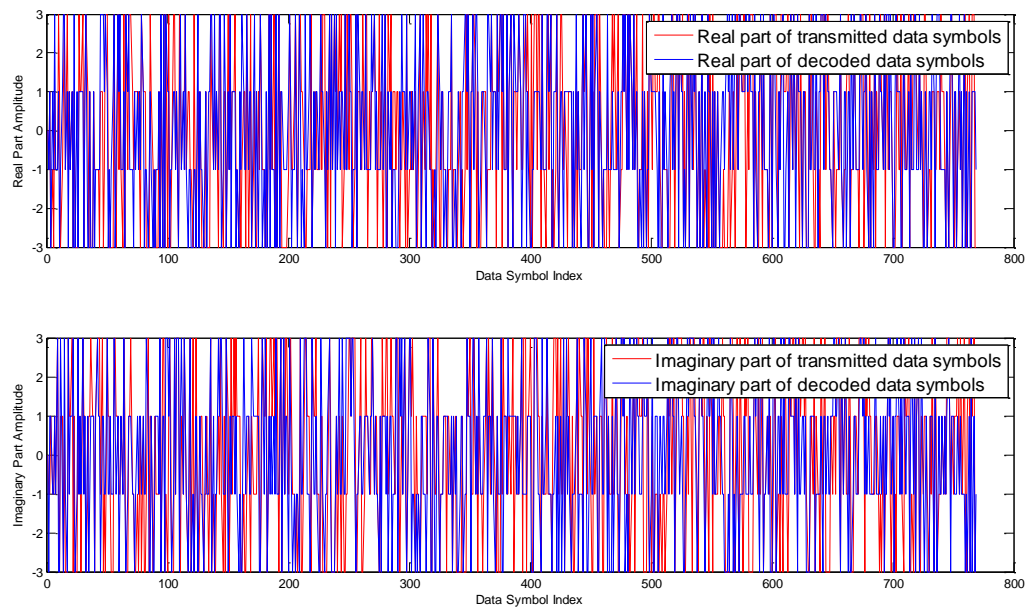 3
2
1
0
-1
-2
-3
Real Part Amplitude
Real part of transmitted data symbols
Real part of decoded data symbols
0 100 200 300 400 500 600 700 800
Data Symbol Index
3
2
1
0
-1
-2
-3
Imaginary Part Amplitude
Imaginary part of transmitted data symbols
Imaginary part of decoded data symbols
0 100 200 300 400 500 600 700 800
Data Symbol Index